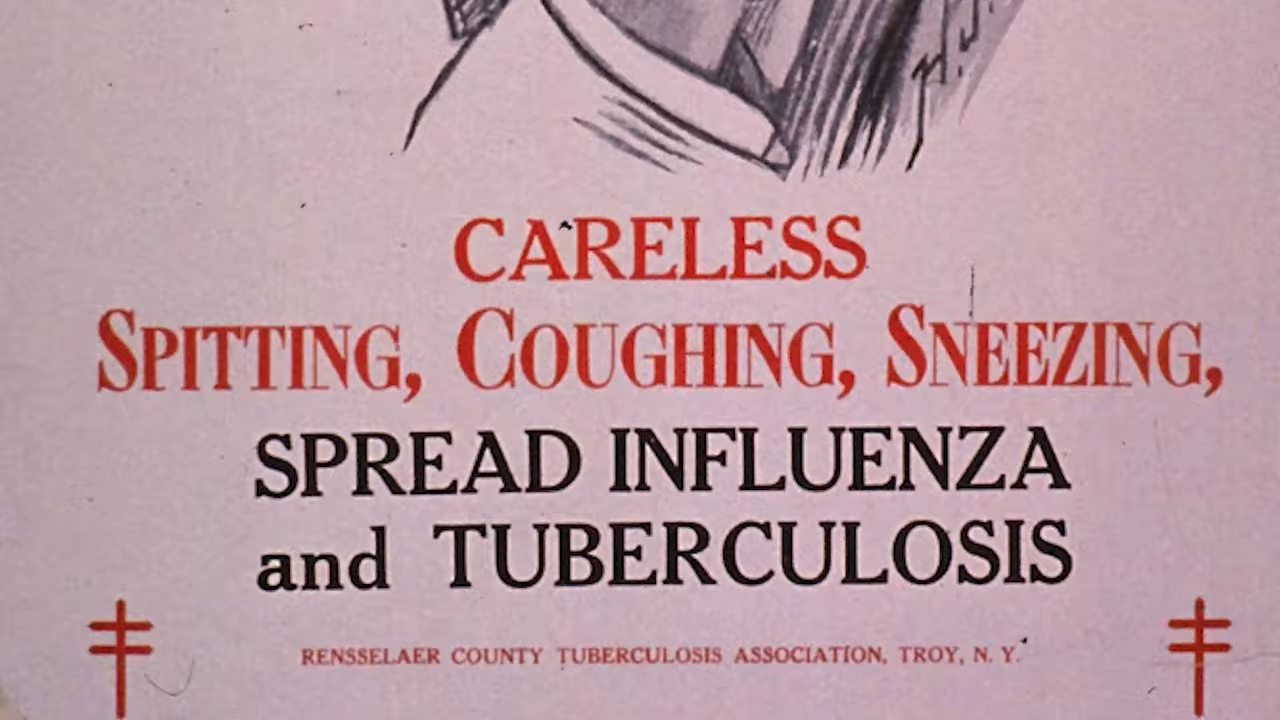 CARELESS
SPITTING, COUGHING, SNEEZING,
SPREAD INFLUENZA
and TUBERCULOSIS
RENSSELAER COUNTY TUBERCULOSIS ASSOCIATION, TROY, N. Y.